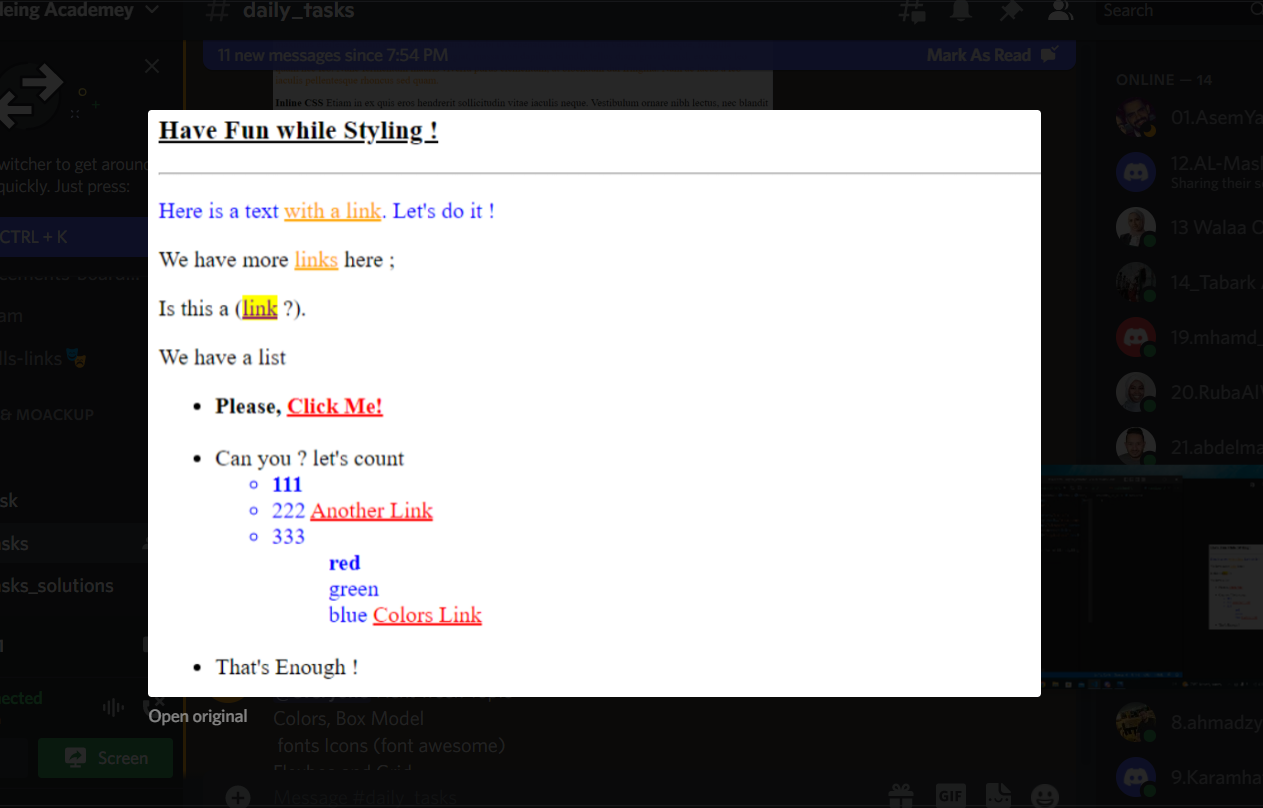 leing Academey
daily_tasks
Search
11 new messages since 7:54 PM
Mark As Read
Inline CSS Etiam in ex quis eros hendrerit sollicitudin vitae iaculis neque. Vestibulum ornare nibh lectus, nec blandit
ONLINE — 14
01.AsemYa
12.AL-Mas
Sharing their s
13 Walaa
14_Tabark
19.mhamd_
20.RubaAl
21.abdelma
witcher to get around
quickly. Just press:
CTRL + K
am
lls-links
& MOACKUP
sk
sks
sks_solutions
Have Fun while Styling !
Here is a text with a link. Let's do it !
We have more links here ;
Is this a (link ?).
We have a list
Please, Click Me!
Can you ? let's count
111
222 Another Link
333
red
green
blue Colors Link
That's Enough !
Open original
ected
Screen
Colors, Box Model
fonts Icons (font awesome)
Flexbox and Grid
Message #daily_tasks
GIF
8.ahmadzy
9.Karamha